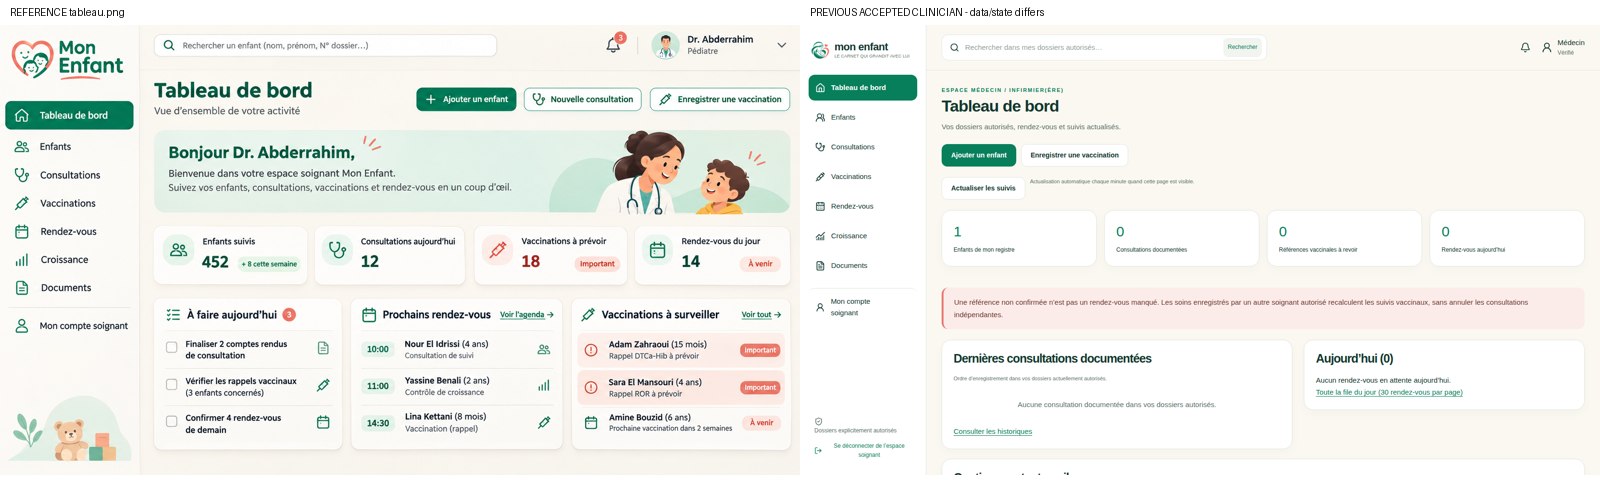 REFERENCE tableau.png
Mon
Enfant
Tableau de bord
Enfants
Consultations
Vaccinations
Rendez-vous
Croissance
Documents
Mon compte soignant
Rechercher un enfant (nom, prénom, N° dossier...)
3
Dr. Abderrahim
Pédiatre
Tableau de bord
Vue d'ensemble de votre activité
Ajouter un enfant
Nouvelle consultation
Enregistrer une vaccination
Bonjour Dr. Abderrahim,
Bienvenue dans votre espace soignant Mon Enfant.
Suivez vos enfants, consultations, vaccinations et rendez-vous en un coup d'œil.
Enfants suivis
452
+ 8 cette semaine
Consultations aujourd'hui
12
Vaccinations à prévoir
18
Important
Rendez-vous du jour
14
À venir
À faire aujourd'hui 3
Finaliser 2 comptes rendus
de consultation
Vérifier les rappels vaccinaux
(3 enfants concernés)
Confirmer 4 rendez-vous
de demain
Prochains rendez-vous
Voir l'agenda →
10:00
Nour El Idrissi (4 ans)
Consultation de suivi
11:00
Yassine Benali (2 ans)
Contrôle de croissance
14:30
Lina Kettani (8 mois)
Vaccination (rappel)
Vaccinations à surveiller
Voir tout →
Adam Zahraoui (15 mois)
Rappel DTCa-Hib à prévoir
Important
Sara El Mansouri (4 ans)
Rappel ROR à prévoir
Important
Amine Bouzid (6 ans)
Prochaine vaccination dans 2 semaines
À venir
PREVIOUS ACCEPTED CLINICIAN - data/state differs
mon enfant
LE CARNET QUI GRANDIT AVEC LUI
Tableau de bord
Enfants
Consultations
Vaccinations
Rendez-vous
Croissance
Documents
Mon compte
soignant
Dossiers explicitement autorisés
Se déconnecter de l'espace
soignant
Rechercher dans mes dossiers autorisés...
Rechercher
Médecin
Vérifié
ESPACE MÉDECIN / INFIRMIER(ÈRE)
Tableau de bord
Vos dossiers autorisés, rendez-vous et suivis actualisés.
Ajouter un enfant
Enregistrer une vaccination
Actualiser les suivis
Actualisation automatique chaque minute quand cette page est visible.
1
Enfants de mon registre
0
Consultations documentées
0
Références vaccinales à revoir
0
Rendez-vous aujourd'hui
Une référence non confirmée n'est pas un rendez-vous manqué. Les soins enregistrés par un autre soignant autorisé recalculent les suivis vaccinaux, sans annuler les consultations
indépendantes.
Dernières consultations documentées
Ordre d'enregistrement dans vos dossiers actuellement autorisés.
Aucune consultation documentée dans vos dossiers autorisés.
Consulter les historiques
Aujourd'hui (0)
Aucun rendez-vous en attente aujourd'hui.
Toute la file du jour (30 rendez-vous par page)